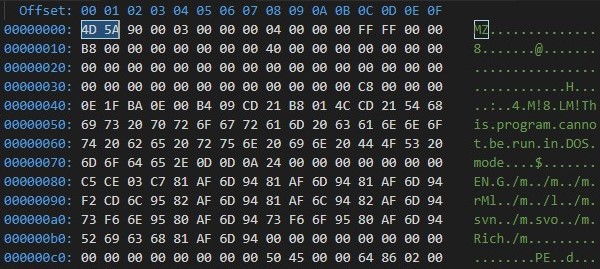 Offset: 00 01 02 03 04 05 06 07 08 09 0A 0B 0C 0D 0E 0F
00000000: 4D 5A 90 00 03 00 00 00 04 00 00 00 FF FF 00 00 MZ..............
00000010: B8 00 00 00 00 00 00 00 40 00 00 00 00 00 00 00 8.......@.......
00000020: 00 00 00 00 00 00 00 00 00 00 00 00 00 00 00 00 ................
00000030: 00 00 00 00 00 00 00 00 00 00 00 00 C8 00 00 00 ............H...
00000040: 0E 1F BA 0E 00 B4 09 CD 21 B8 01 4C CD 21 54 68 ..:..4.M!8.LM!Th
00000050: 69 73 20 70 72 6F 67 72 61 6D 20 63 61 6E 6E 6F is.program.canno
00000060: 74 20 62 65 20 72 75 6E 20 69 6E 20 44 4F 53 20 t.be.run.in.DOS.
00000070: 6D 6F 64 65 2E 0D 0D 0A 24 00 00 00 00 00 00 00 mode....$.......
00000080: C5 CE 03 C7 81 AF 6D 94 81 AF 6D 94 81 AF 6D 94 EN.G./m../m../m.
00000090: F2 CD 6C 95 82 AF 6D 94 81 AF 6C 94 82 AF 6D 94 rMl../m../l../m.
000000a0: 73 F6 6E 95 80 AF 6D 94 73 F6 6F 95 80 AF 6D 94 svn../m.svo../m.
000000b0: 52 69 63 68 81 AF 6D 94 00 00 00 00 00 00 00 00 Rich./m.........
000000c0: 00 00 00 00 00 00 00 00 50 45 00 00 64 86 02 00 ........PE..d...